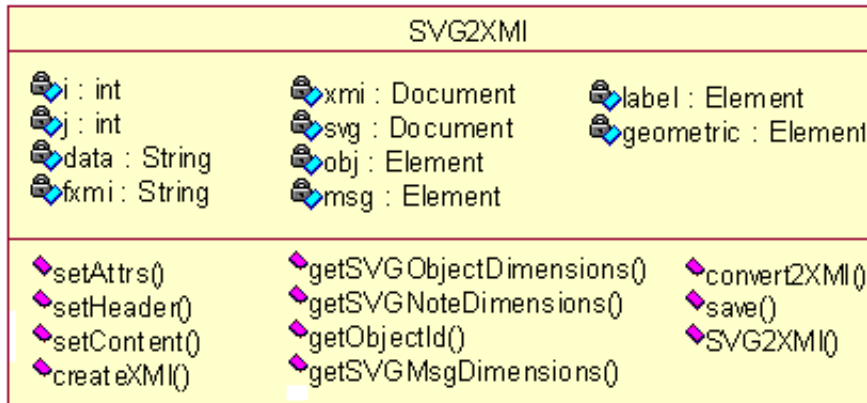 SVG2XMI
i : int
j : int
data : String
fxmi : String
xmi : Document
svg : Document
obj : Element
msg : Element
label : Element
geometric : Element
setAttrs()
setHeader()
setContent()
createXMI()
getSVGObjectDimensions()
getSVGNoteDimensions()
getObjectId()
getSVGMsgDimensions()
convert2XMI()
save()
SVG2XMI()